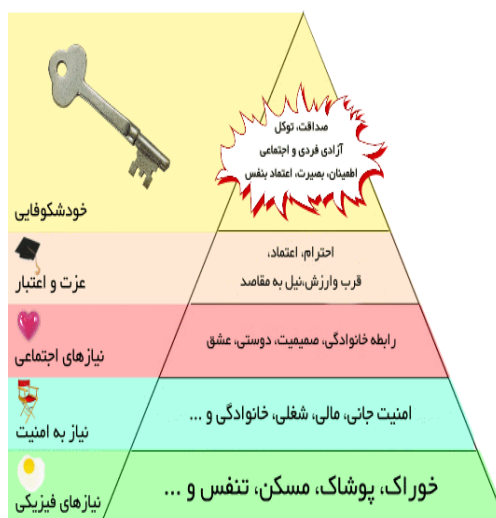 صداقت، توکل
آزادی فردی و اجتماعی
اطمینان، بصیرت، اعتماد بنفس
خودشکوفایی
احترام، اعتماد،
قرب وارزش،نیل به مقاصد
عزت و اعتبار
رابطه خانوادگی، صمیمیت، دوستی، عشق
نیازهای اجتماعی
امنیت جانی، مالی، شغلی، خانوادگی و ...
نیاز به امنیت
خوراک، پوشاک، مسکن، تنفس و ...
نیازهای فیزیکی